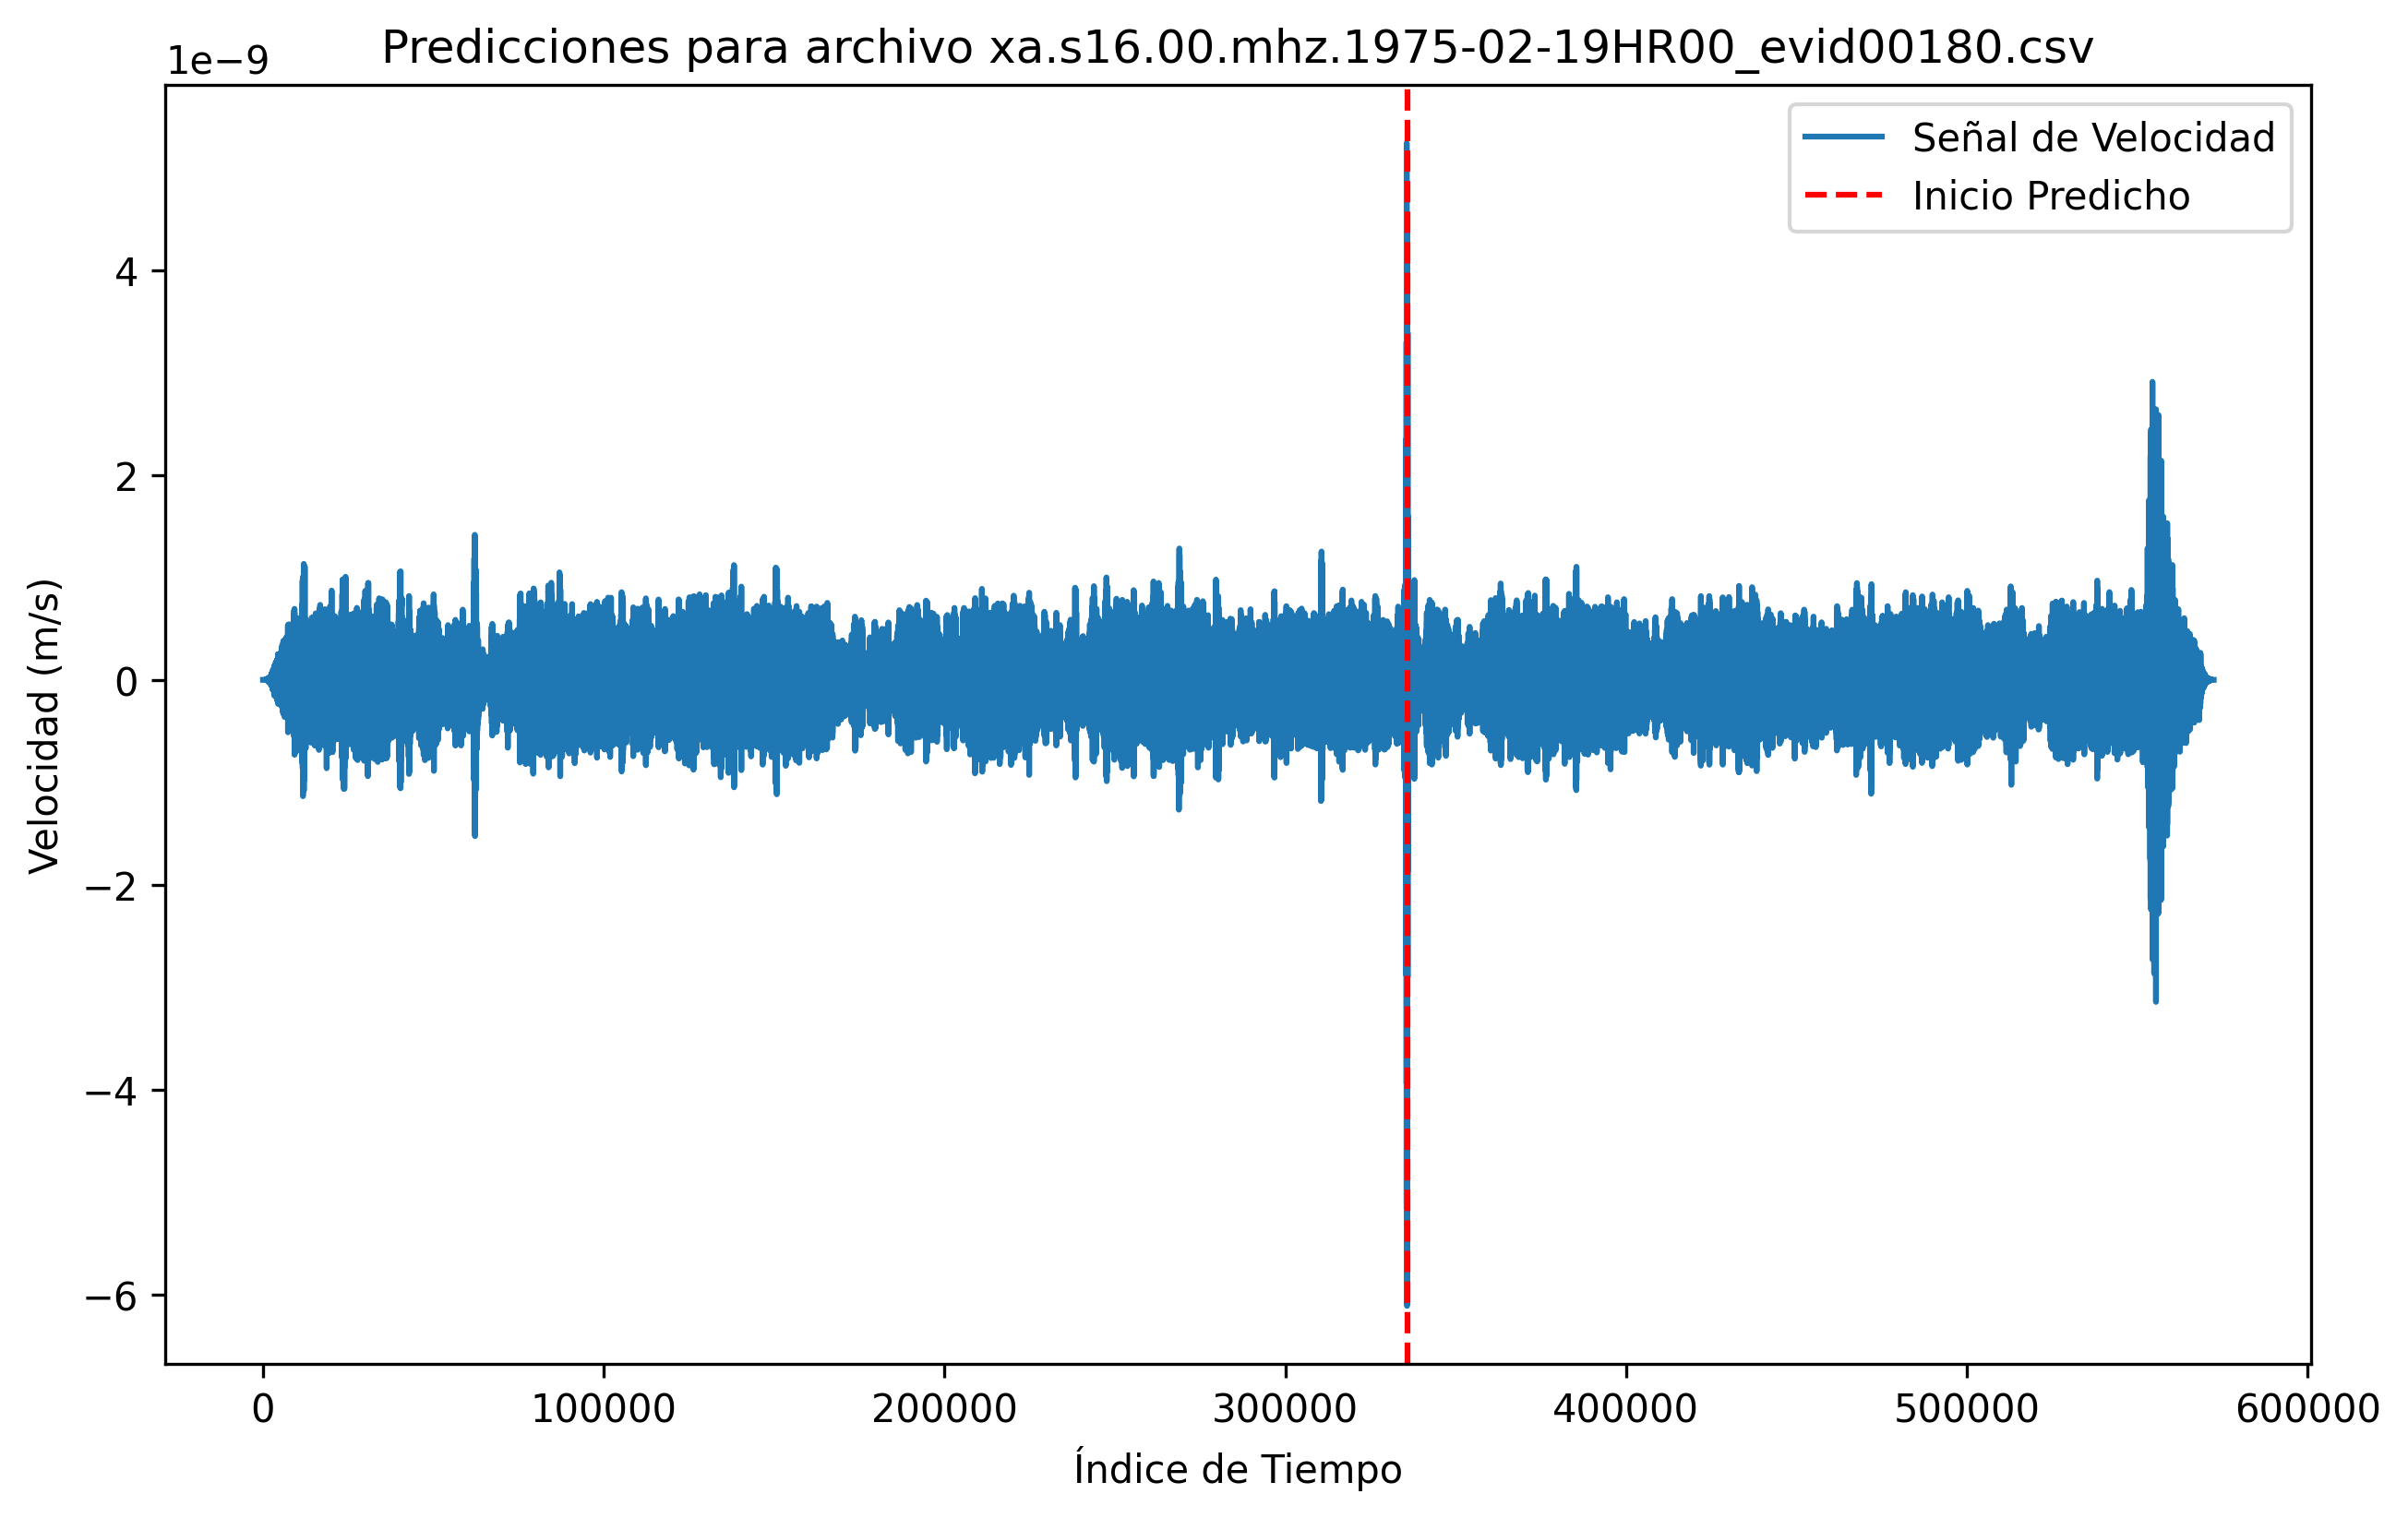 Predicciones para archivo xa.s16.00.mhz.1975-02-19HR00_evid00180.csv
1e−9
Señal de Velocidad
Inicio Predicho
4
2
0
−2
−4
−6
Velocidad (m/s)
0 100000 200000 300000 400000 500000 600000
Índice de Tiempo